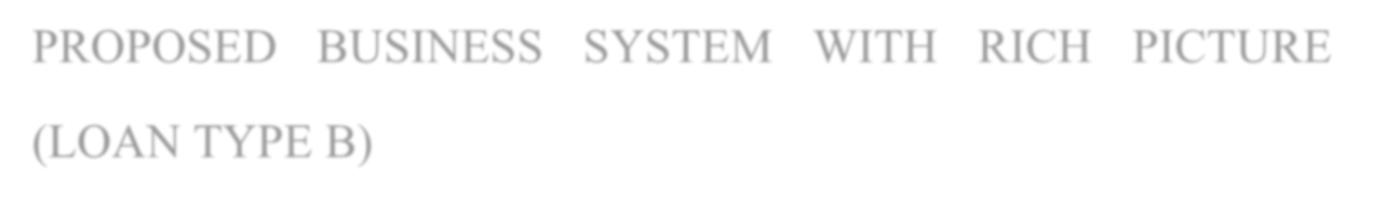 PROPOSED BUSINESS SYSTEM WITH RICH PICTURE
(LOAN TYPE B)